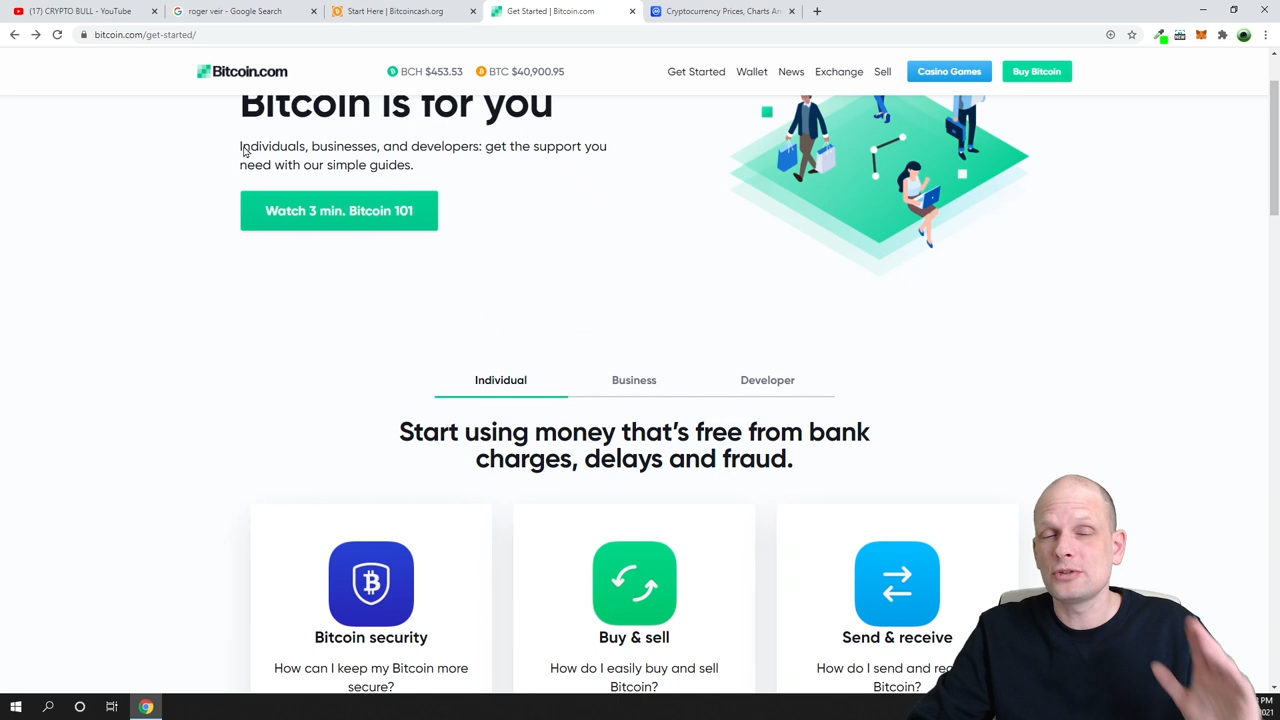 (17) CRYPTO BULL - YouTube
roger veir - Google Search
Start Here | Bitcoincash.org
Get Started | Bitcoin.com
Cryptocurrency Prices, Charts An
bitcoin.com/get-started/
Bitcoin.com
BCH $453.53
BTC $40,900.95
Get Started
Wallet
News
Exchange
Sell
Casino Games
Buy Bitcoin
Bitcoin is for you
Individuals, businesses, and developers: get the support you
need with our simple guides.
Watch 3 min. Bitcoin 101
Individual
Business
Developer
Start using money that's free from bank
charges, delays and fraud.
Bitcoin security
Buy & sell
Send & receive
How can I keep my Bitcoin more
secure?
How do I easily buy and sell
Bitcoin?
How do I send and rec
Bitcoin?
PM
2021